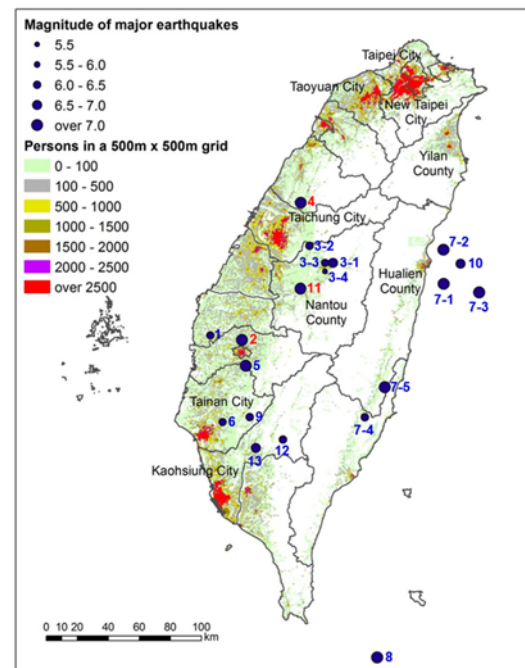 Magnitude of major earthquakes
5.5
5.5 - 6.0
6.0 - 6.5
6.5 - 7.0
over 7.0
Persons in a 500m x 500m grid
0 - 100
100 - 500
500 - 1000
1000 - 1500
1500 - 2000
2000 - 2500
over 2500
Taipei City
Taoyuan City
New Taipei
City
Yilan
County
4
Taichung City
3-2
3-3
3-1
3-4
11
Nantou
County
Hualien
County
7-2
10
7-1
7-3
1
2
5
7-5
Tainan City
6
9
7-4
12
13
Kaohsiung City
8
0 10 20 40 60 80 100
km